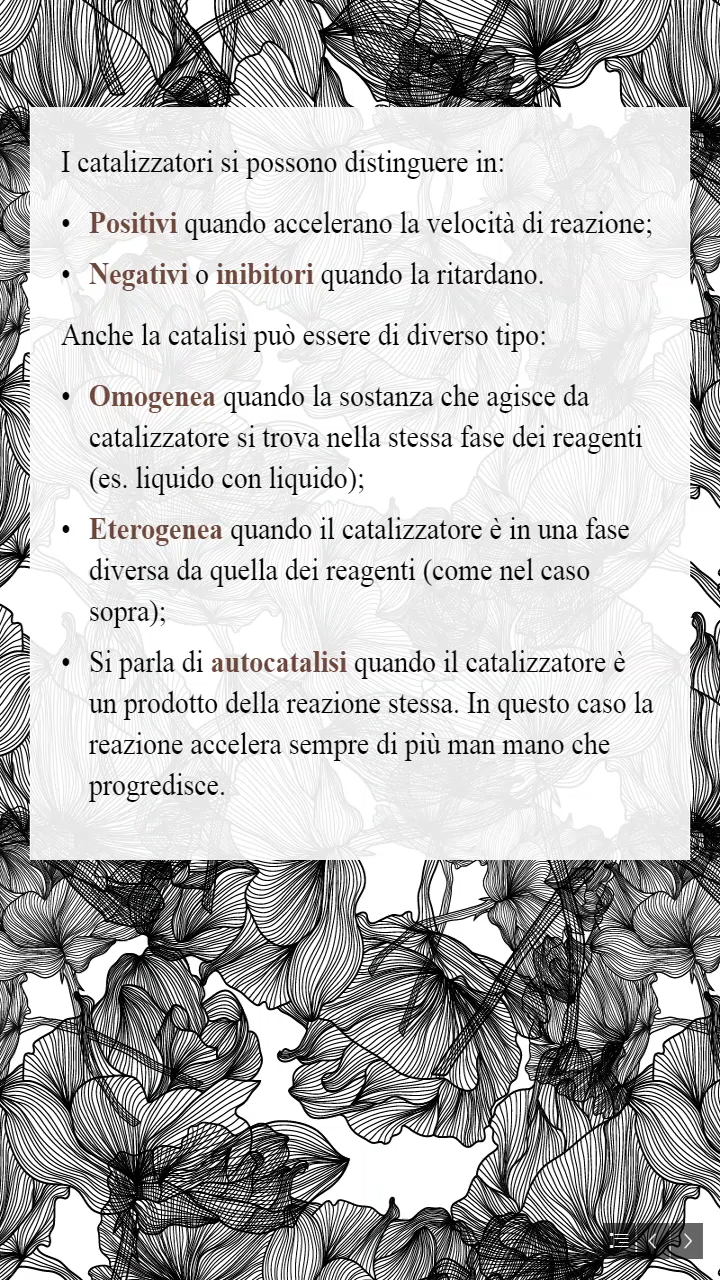 I catalizzatori si possono distinguere in:
• Positivi quando accelerano la velocità di reazione;
• Negativi o inibitori quando la ritardano.
Anche la catalisi può essere di diverso tipo:
• Omogenea quando la sostanza che agisce da
catalizzatore si trova nella stessa fase dei reagenti
(es. liquido con liquido);
• Eterogenea quando il catalizzatore è in una fase
diversa da quella dei reagenti (come nel caso
sopra);
• Si parla di autocatalisi quando il catalizzatore è
un prodotto della reazione stessa. In questo caso la
reazione accelera sempre di più man mano che
progredisce.